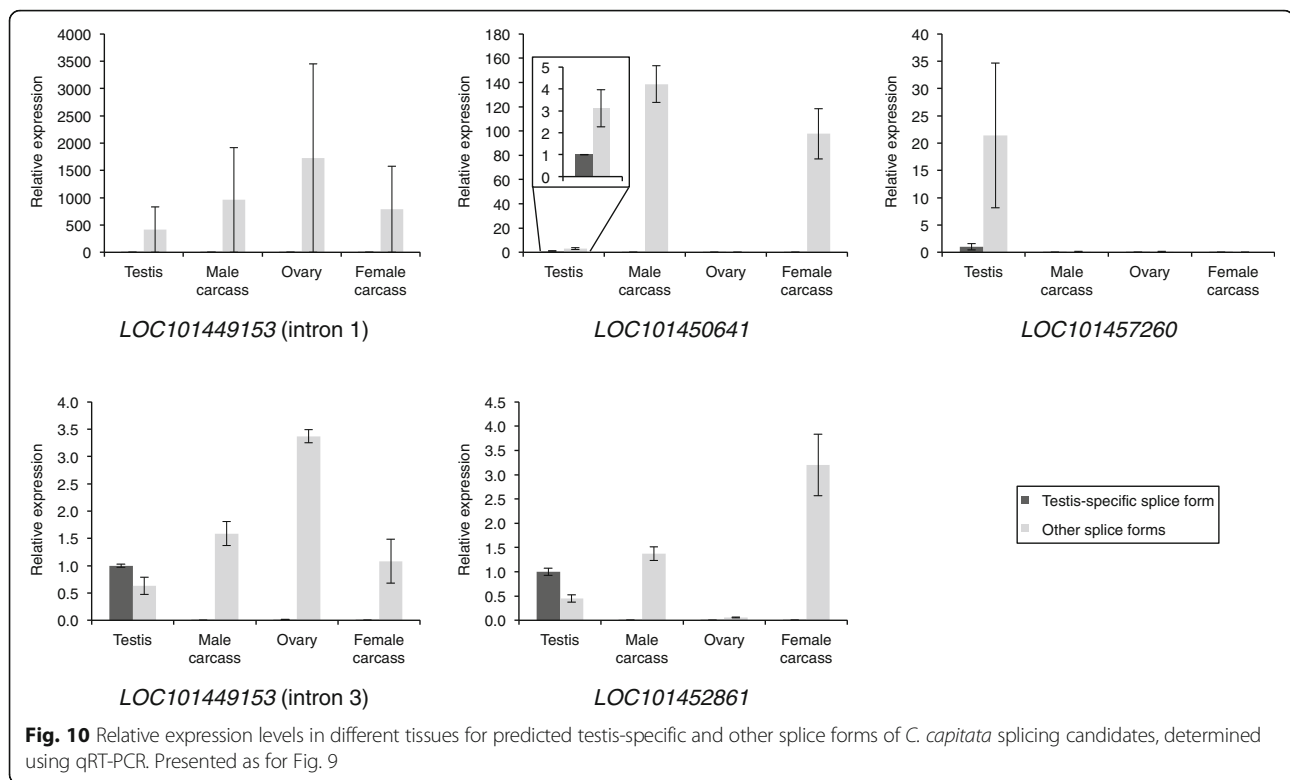 4000
3500
3000
2500
2000
1500
1000
500
0
Relative expression
Testis
Male
carcass
Ovary
Female
carcass
LOC101449153 (intron 1)
180
160
140
120
100
80
60
40
20
0
Relative expression
5
4
3
2
1
0
Testis
Male
carcass
Ovary
Female
carcass
LOC101450641
40
35
30
25
20
15
10
5
0
Relative expression
Testis
Male
carcass
Ovary
Female
carcass
LOC101457260
4.0
3.5
3.0
2.5
2.0
1.5
1.0
0.5
0.0
Relative expression
Testis
Male
carcass
Ovary
Female
carcass
LOC101449153 (intron 3)
4.5
4.0
3.5
3.0
2.5
2.0
1.5
1.0
0.5
0.0
Relative expression
Testis
Male
carcass
Ovary
Female
carcass
LOC101452861
Testis-specific splice form
Other splice forms
Fig. 10 Relative expression levels in different tissues for predicted testis-specific and other splice forms of C. capitata splicing candidates, determined
using qRT-PCR. Presented as for Fig. 9